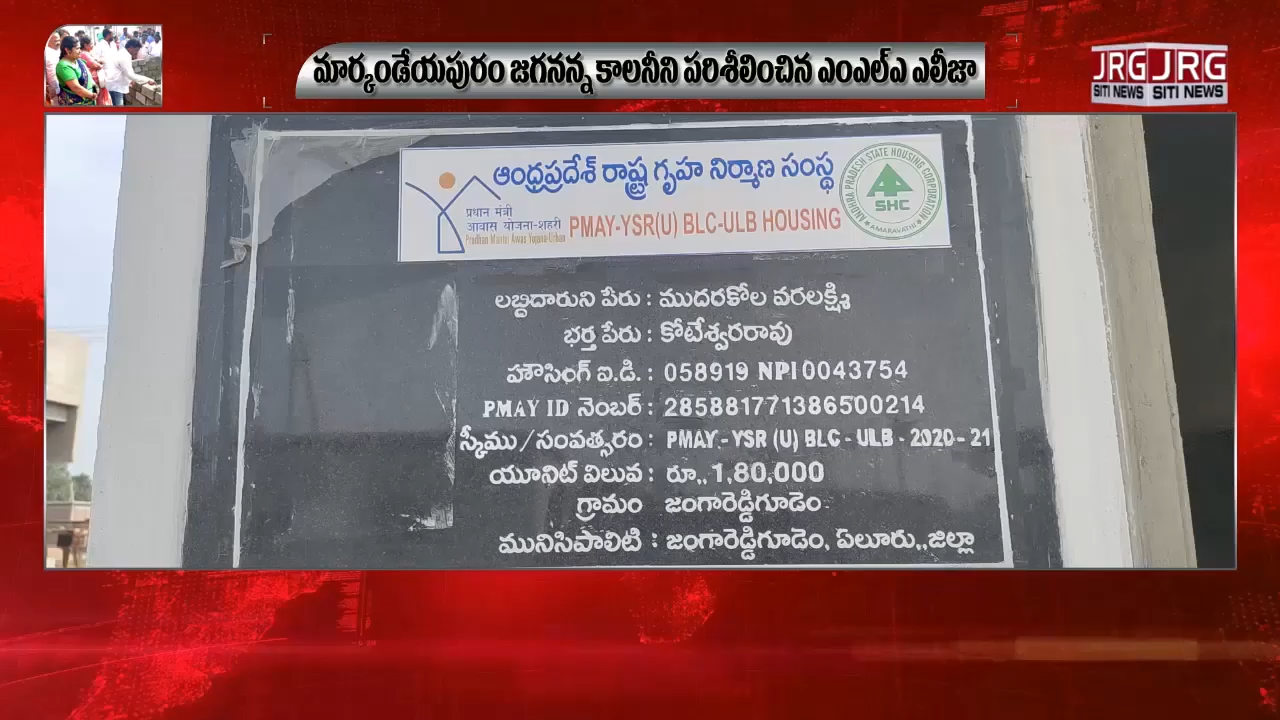 మార్కండేయపురం జగనన్న కాలనీని పరిశీలించిన ఎంఎల్ఎ ఎలీజా
JRG JRG
SITI NEWS SITI NEWS
ఆంధ్రప్రదేశ్ రాష్ట్ర గృహ నిర్మాణ సంస్థ
प्रधान मंत्री
आवास योजना-शहरी
Pradhan Mantri Awas Yojana-Urban
PMAY-YSR(U) BLC-ULB HOUSING
ANDHRA PRADESH STATE HOUSING CORPORATION
AP
SHC
AMARAVATHI
లబ్దిదారుని పేరు : ముదరకోల వరలక్ష్మి
భర్త పేరు : కోటేశ్వరరావు
హౌసింగ్ ఐ.డి. : 058919 NPI0043754
PMAY ID నెంబర్ : 285881771386500214
స్కీము / సంవత్సరం : PMAY - YSR (U) BLC - ULB - 2020 - 21
యూనిట్ విలువ : రూ,, 1,80,000
గ్రామం జంగారెడ్డిగూడెం
మునిసిపాలిటి : జంగారెడ్డిగూడెం, ఏలూరు,,జిల్లా